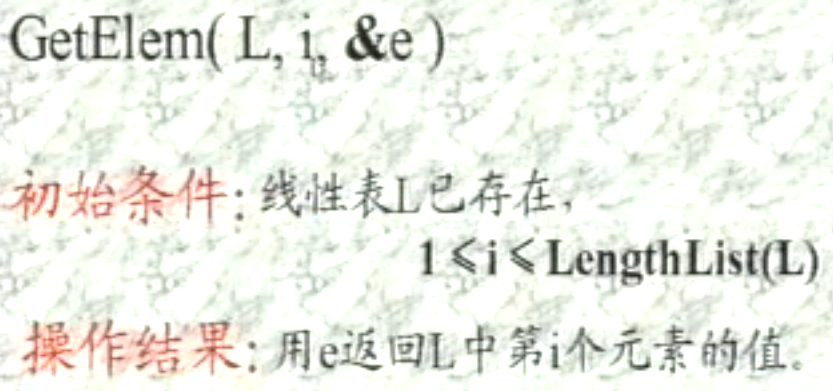 GetElem( L, i, &e )
初始条件: 线性表L已存在,
1≤i≤LengthList(L)
操作结果: 用e返回L中第i个元素的值。